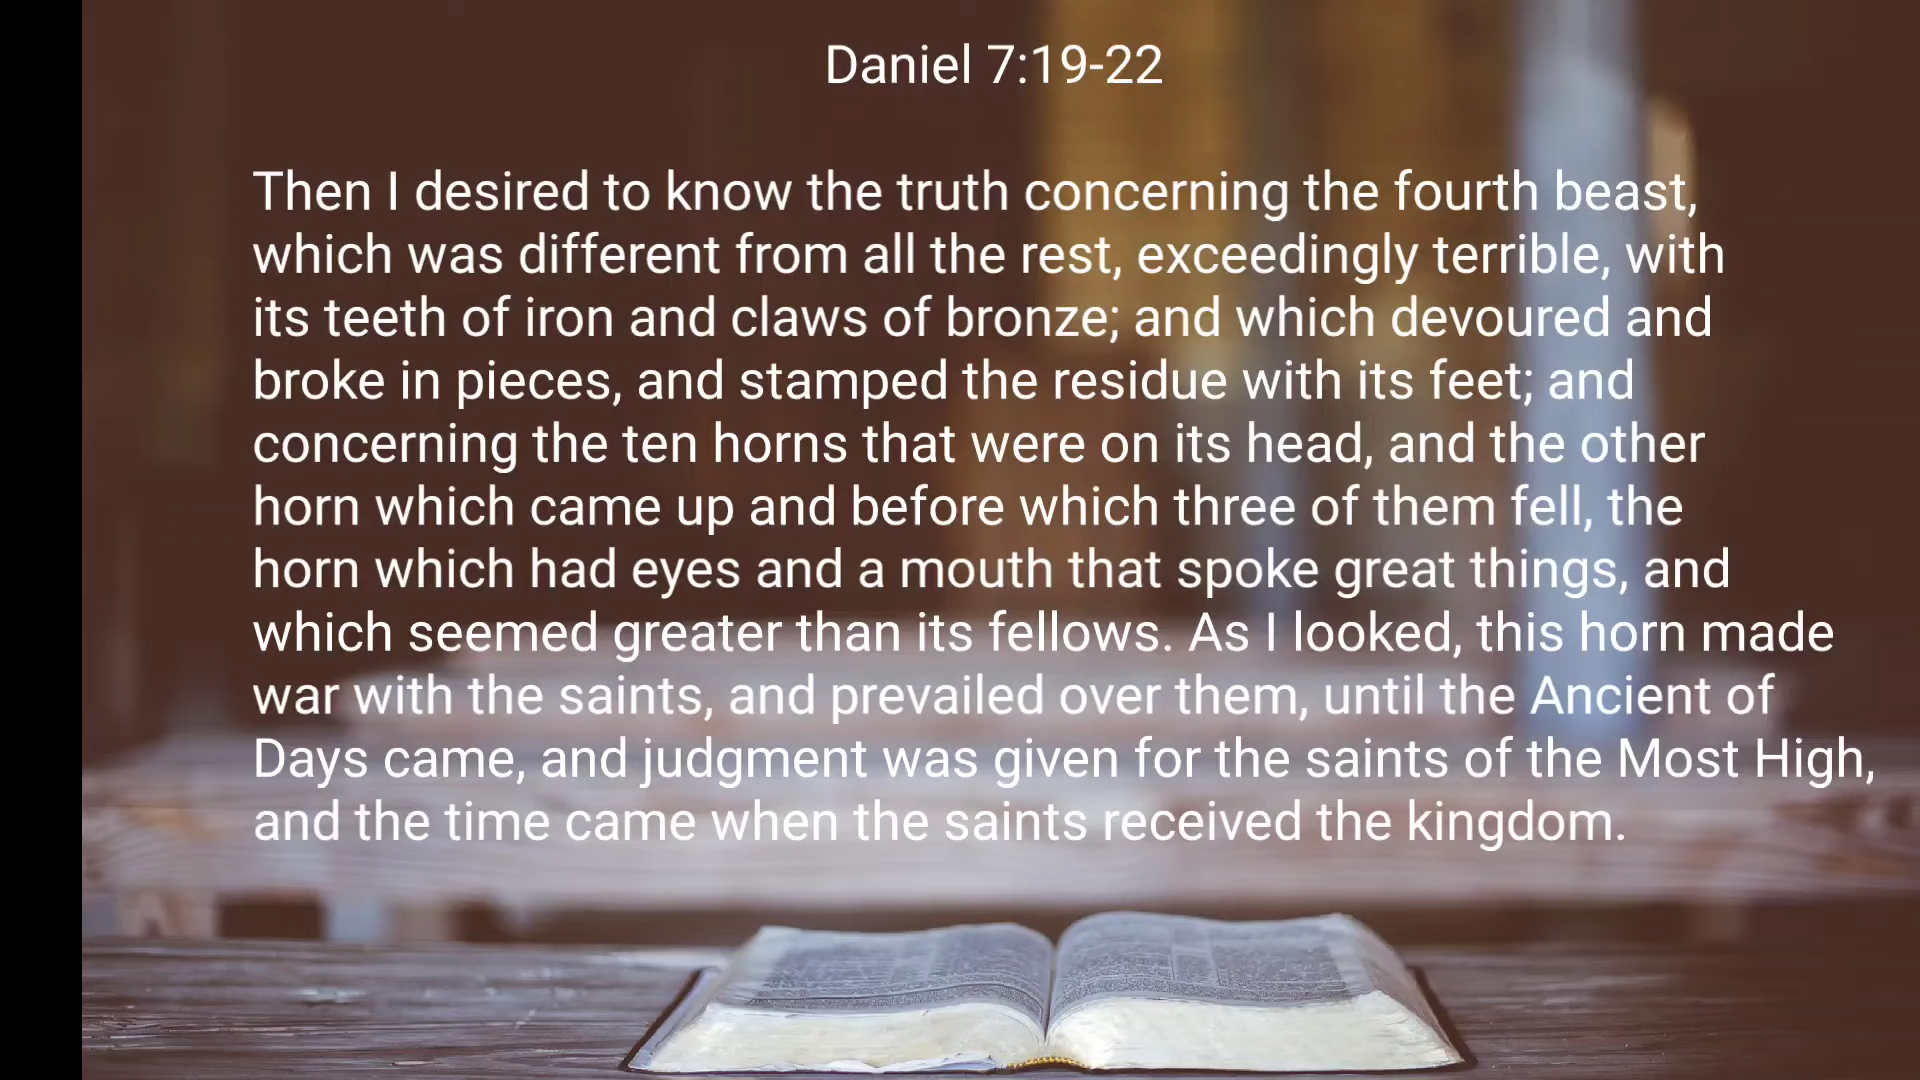 Daniel 7:19-22
Then I desired to know the truth concerning the fourth beast,
which was different from all the rest, exceedingly terrible, with
its teeth of iron and claws of bronze; and which devoured and
broke in pieces, and stamped the residue with its feet; and
concerning the ten horns that were on its head, and the other
horn which came up and before which three of them fell, the
horn which had eyes and a mouth that spoke great things, and
which seemed greater than its fellows. As I looked, this horn made
war with the saints, and prevailed over them, until the Ancient of
Days came, and judgment was given for the saints of the Most High,
and the time came when the saints received the kingdom.